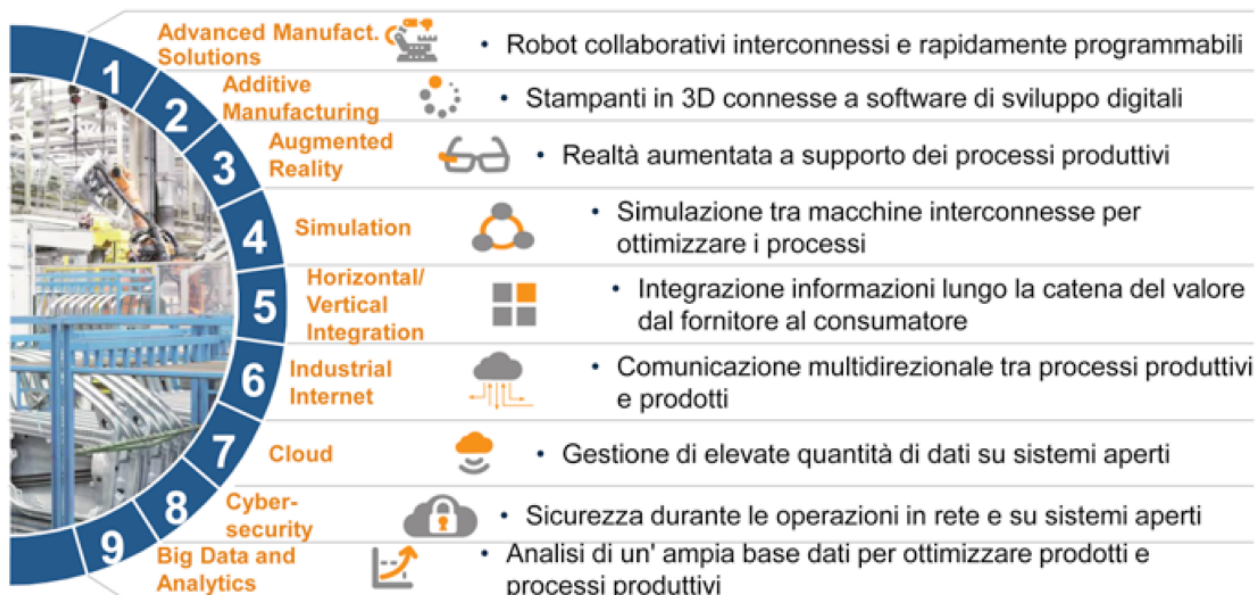 1
Advanced Manufact.
Solutions
• Robot collaborativi interconnessi e rapidamente programmabili
2
Additive
Manufacturing
• Stampanti in 3D connesse a software di sviluppo digitali
3
Augmented
Reality
• Realtà aumentata a supporto dei processi produttivi
4
Simulation
• Simulazione tra macchine interconnesse per
ottimizzare i processi
5
Horizontal/
Vertical
Integration
• Integrazione informazioni lungo la catena del valore
dal fornitore al consumatore
6
Industrial
Internet
• Comunicazione multidirezionale tra processi produttivi
e prodotti
7
Cloud
• Gestione di elevate quantità di dati su sistemi aperti
8
Cyber-
security
• Sicurezza durante le operazioni in rete e su sistemi aperti
9
Big Data and
Analytics
• Analisi di un' ampia base dati per ottimizzare prodotti e
processi produttivi